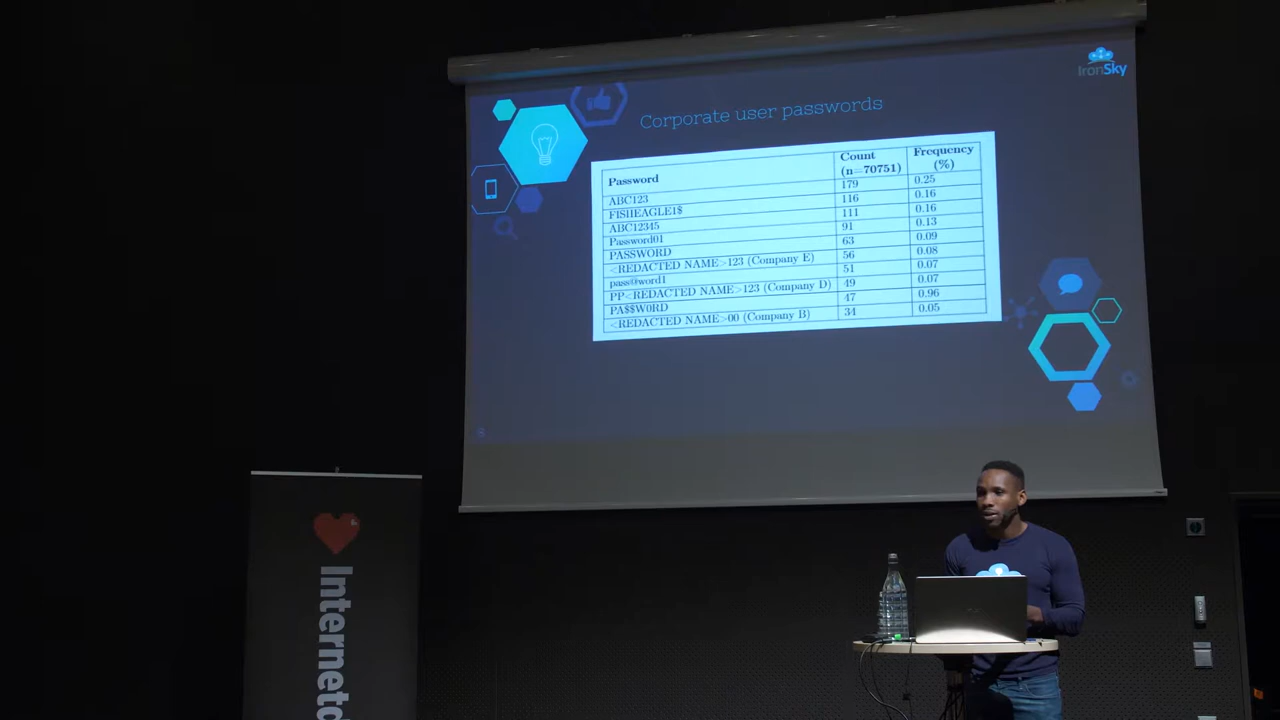 IronSky
Corporate user passwords
Password Count (n=70751) Frequency (%)
ABC123 179 0.25
FISHEAGLE1$ 116 0.16
ABC12345 111 0.16
Password01 91 0.13
PASSWORD 63 0.09
<REDACTED NAME>123 (Company E) 56 0.08
pass@word1 51 0.07
PP<REDACTED NAME>123 (Company D) 49 0.07
PA$$W0RD 47 0.96
<REDACTED NAME>00 (Company B) 34 0.05
Internetd